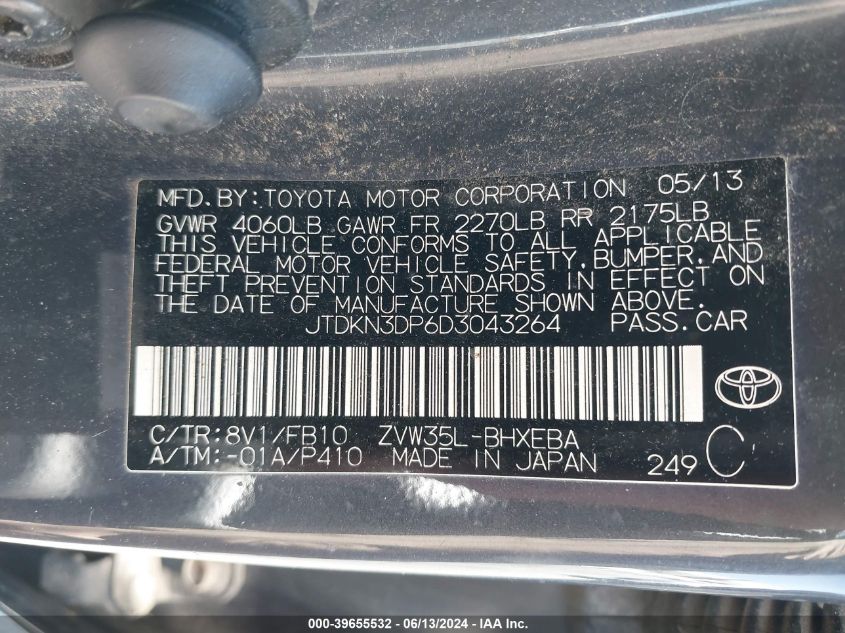 MFD.BY:TOYOTA MOTOR CORPORATION 05/13
GVWR 4060LB GAWR FR 2270LB RR 2175LB
THIS VEHICLE CONFORMS TO ALL APPLICABLE
FEDERAL MOTOR VEHICLE SAFETY,BUMPER,AND
THEFT PREVENTION STANDARDS IN EFFECT ON
THE DATE OF MANUFACTURE SHOWN ABOVE.
JTDKN3DP6D3043264 PASS.CAR
C/TR:8V1/FB10 ZVW35L-BHXEBA
A/TM:-01A/P410 MADE IN JAPAN 249 C
000-39655532 - 06/13/2024 - IAA Inc.